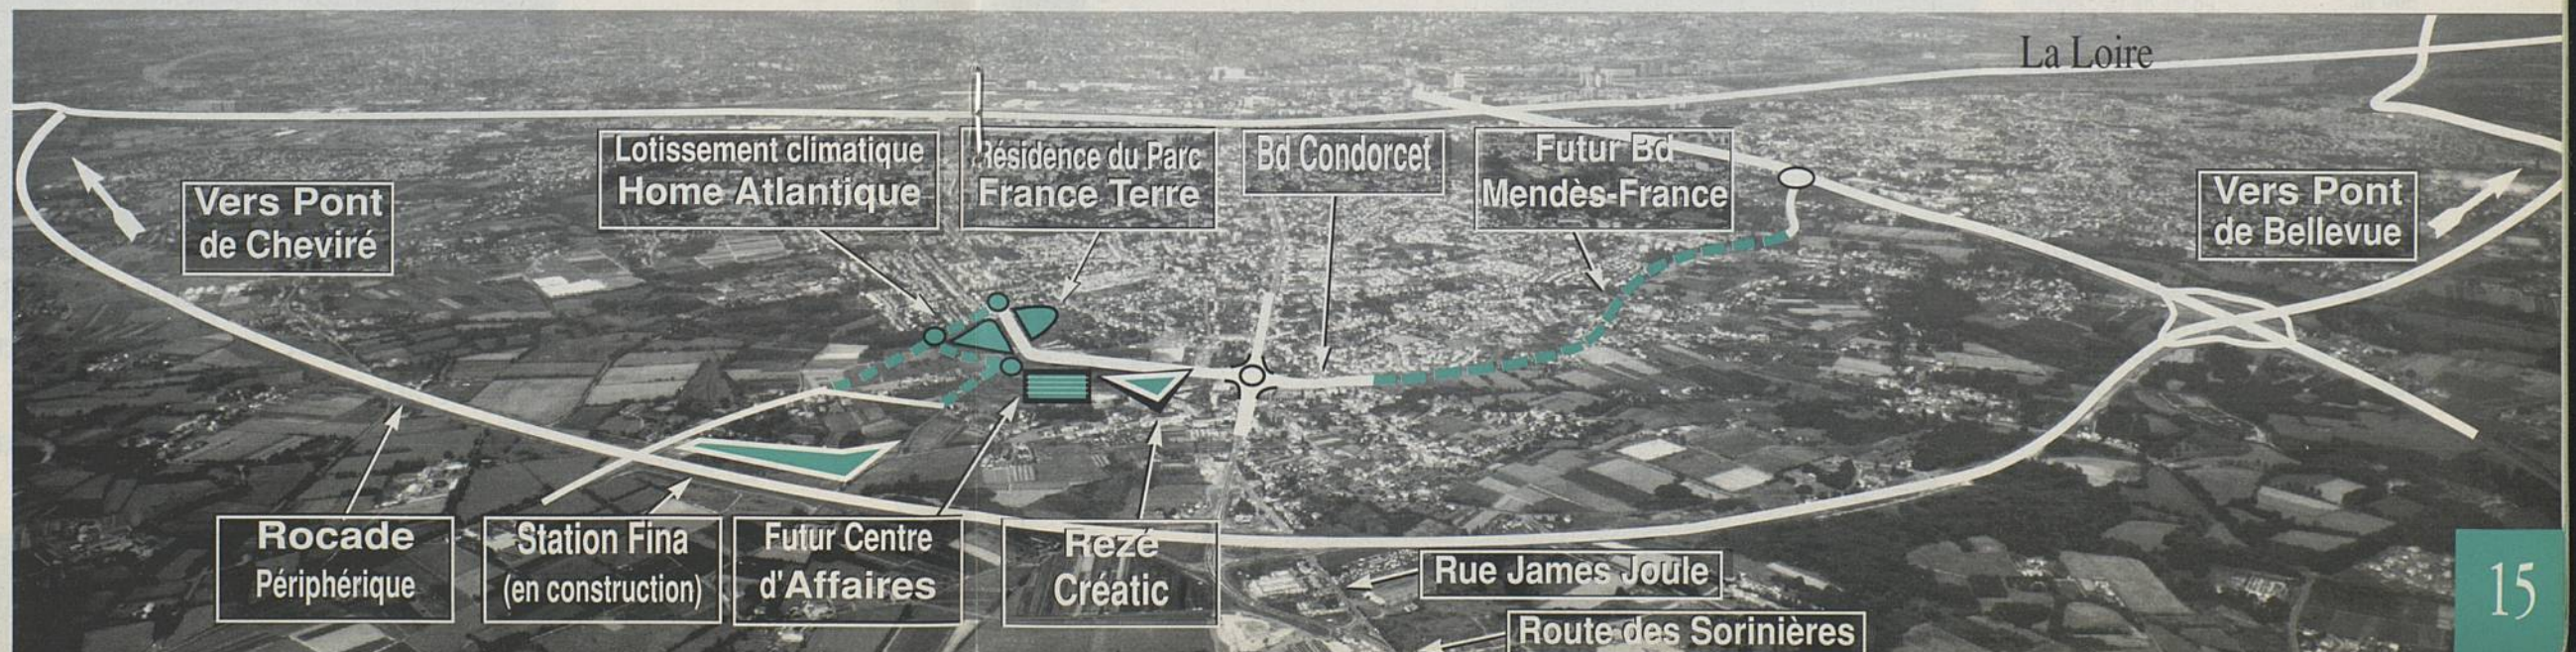 La Loire
Lotissement climatique
Home Atlantique
Résidence du Parc
France Terre
Bd Condorcet
Futur Bd
Mendès-France
Vers Pont
de Cheviré
Vers Pont
de Bellevue
Rocade
Périphérique
Station Fina
(en construction)
Futur Centre
d'Affaires
Rezé
Créatic
Rue James Joule
Route des Sorinières
15